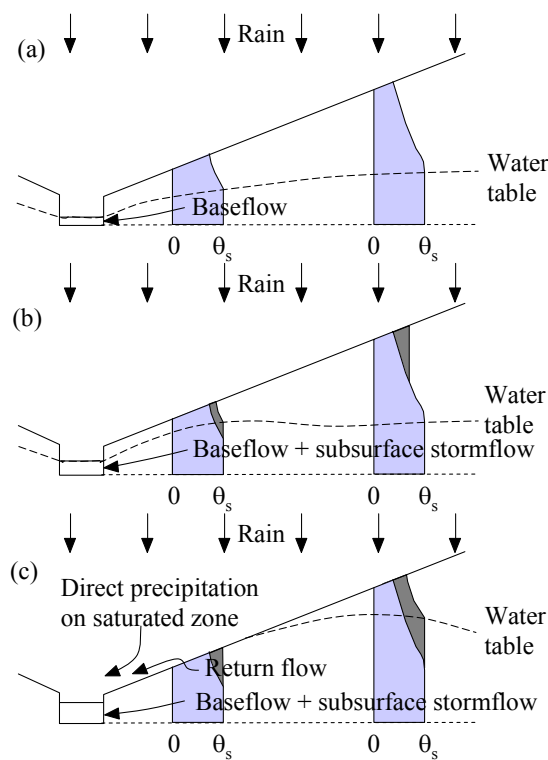 Rain
(a)
Water
table
Baseflow
0 θs
0 θs
Rain
(b)
Water
table
Baseflow + subsurface stormflow
0 θs
0 θs
Rain
(c)
Direct precipitation
on saturated zone
Water
table
Return flow
Baseflow + subsurface stormflow
0 θs
0 θs